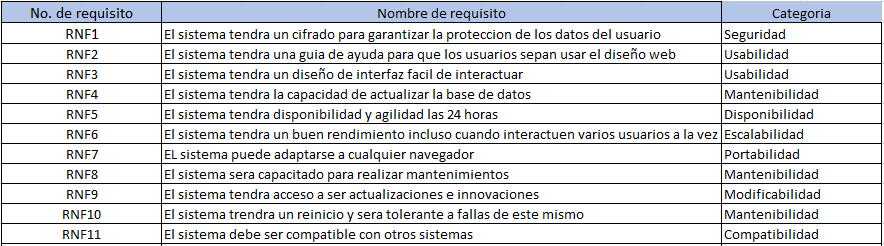 No. de requisito Nombre de requisito Categoria
RNF1 El sistema tendra un cifrado para garantizar la proteccion de los datos del usuario Seguridad
RNF2 El sistema tendra una guia de ayuda para que los usuarios sepan usar el diseño web Usabilidad
RNF3 El sistema tendra un diseño de interfaz facil de interactuar Usabilidad
RNF4 El sistema tendra la capacidad de actualizar la base de datos Mantenibilidad
RNF5 El sistema tendra disponibilidad y agilidad las 24 horas Disponibilidad
RNF6 El sistema tendra un buen rendimiento incluso cuando interactuen varios usuarios a la vez Escalabilidad
RNF7 EL sistema puede adaptarse a cualquier navegador Portabilidad
RNF8 El sistema sera capacitado para realizar mantenimientos Mantenibilidad
RNF9 El sistema tendra acceso a ser actualizaciones e innovaciones Modificabilidad
RNF10 El sistema trendra un reinicio y sera tolerante a fallas de este mismo Mantenibilidad
RNF11 El sistema debe ser compatible con otros sistemas Compatibilidad